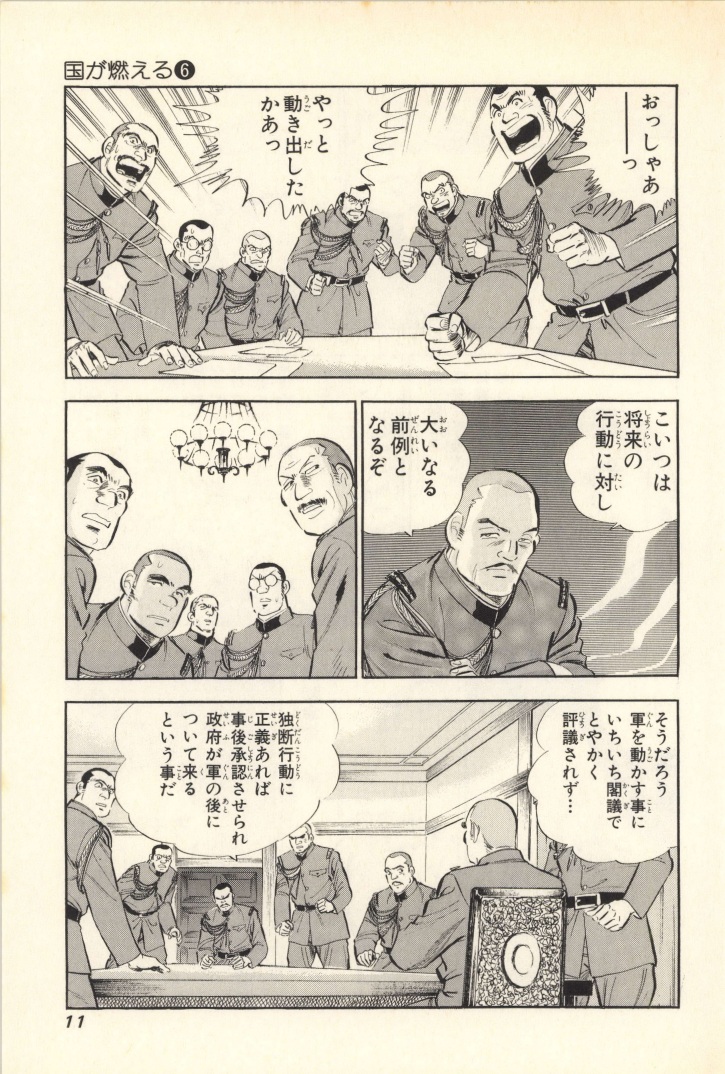 国が燃える❻
おっしゃあ
――っ
やっと
動き出した
かあっ
こいつは
将来の
行動に対し
大いなる
前例と
なるぞ
そうだろう
軍を動かす事に
いちいち閣議で
とやかく
評議されず…
独断行動に
正義あれば
事後承認させられ
政府が軍の後に
ついて来る
という事だ
11